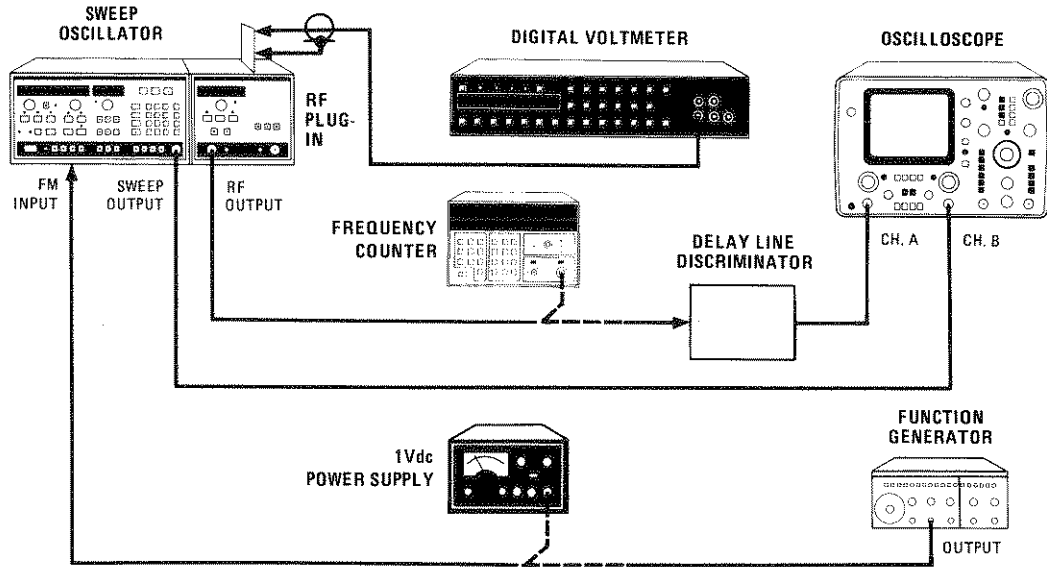 SWEEP
OSCILLATOR
DIGITAL VOLTMETER
OSCILLOSCOPE
RF
PLUG-
IN
FM
INPUT
SWEEP
OUTPUT
RF
OUTPUT
FREQUENCY
COUNTER
DELAY LINE
DISCRIMINATOR
CH. A
CH. B
1Vdc
POWER SUPPLY
FUNCTION
GENERATOR
OUTPUT